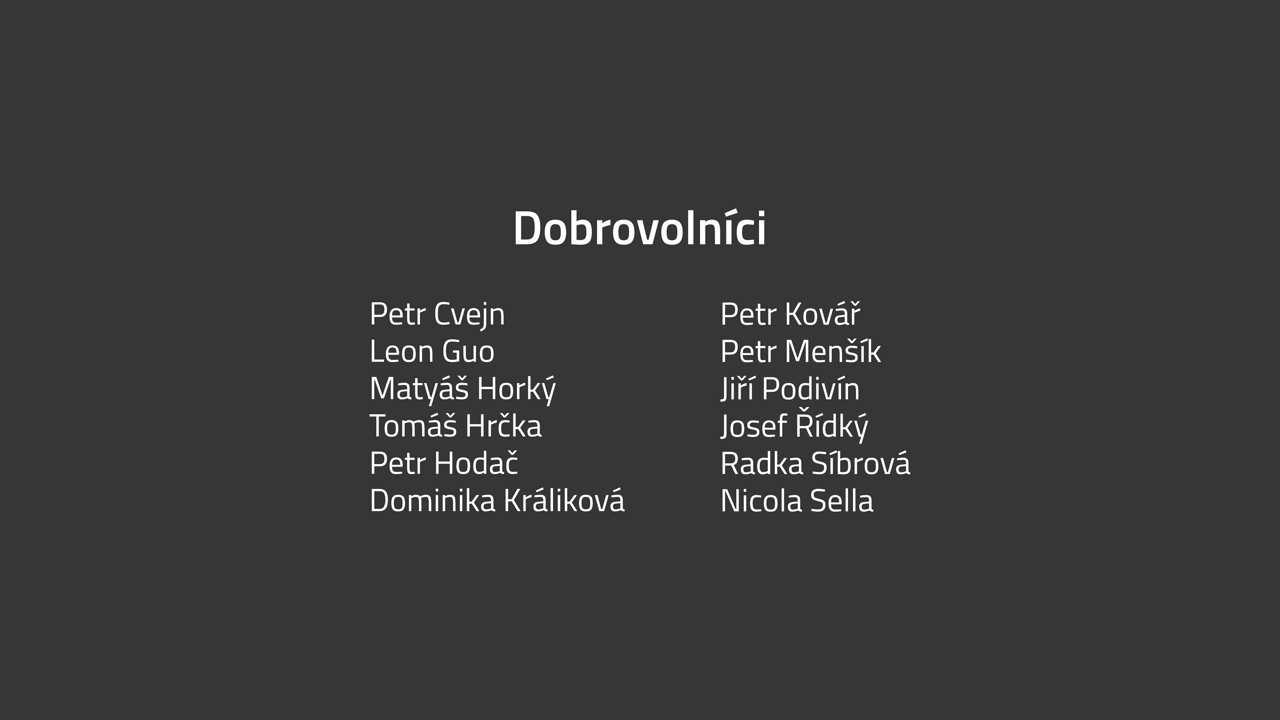 Dobrovolníci
Petr Cvejn
Leon Guo
Matyáš Horký
Tomáš Hrčka
Petr Hodač
Dominika Králiková
Petr Kovář
Petr Menšík
Jiří Podivín
Josef Řídký
Radka Síbrová
Nicola Sella